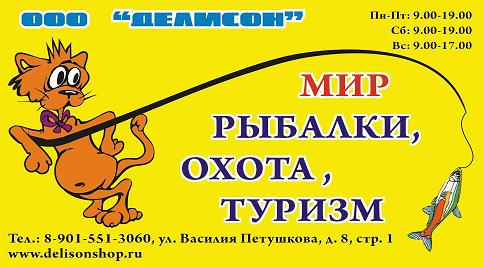 ООО "ДЕЛИСОН"
Пн-Пт: 9.00-19.00
Сб: 9.00-19.00
Вс: 9.00-17.00
МИР
РЫБАЛКИ,
ОХОТА ,
ТУРИЗМ
Тел.: 8-901-551-3060, ул. Василия Петушкова, д. 8, стр. 1
www.delisonshop.ru